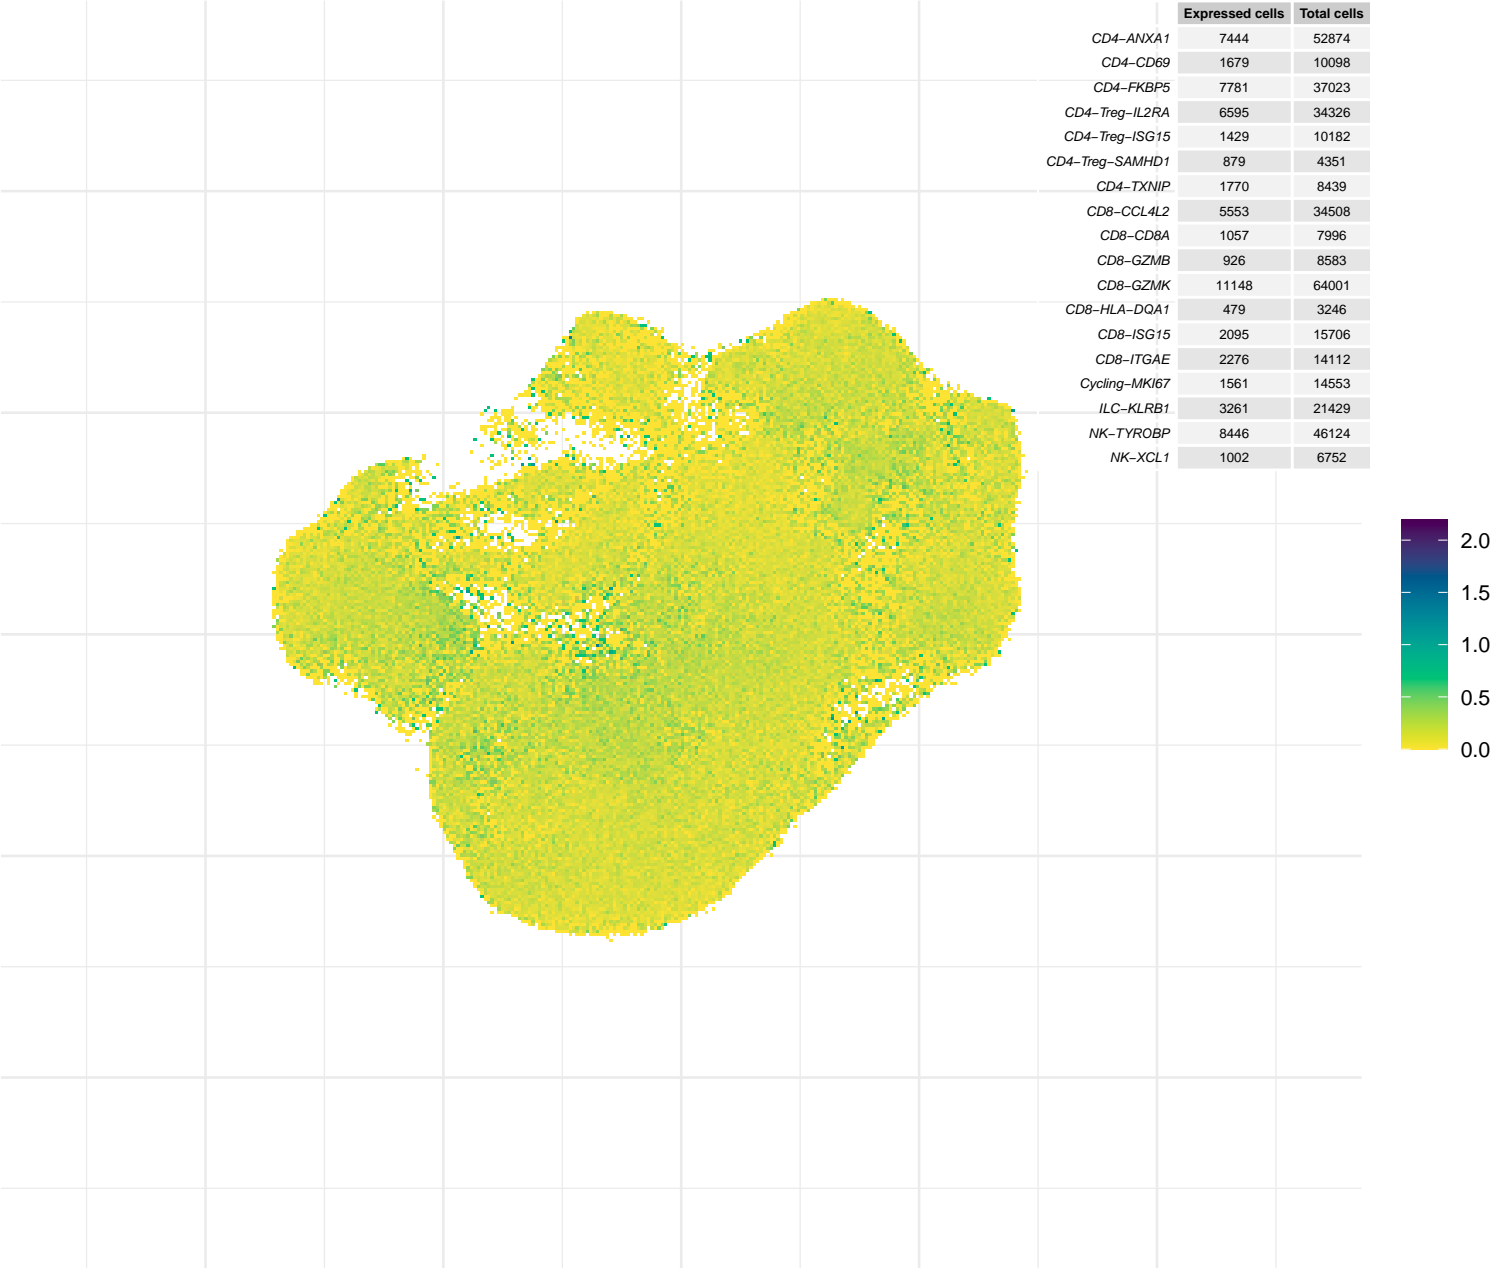 Expressed cells Total cells
CD4−ANXA1 7444 52874
CD4−CD69 1679 10098
CD4−FKBP5 7781 37023
CD4−Treg−IL2RA 6595 34326
CD4−Treg−ISG15 1429 10182
CD4−Treg−SAMHD1 879 4351
CD4−TXNIP 1770 8439
CD8−CCL4L2 5553 34508
CD8−CD8A 1057 7996
CD8−GZMB 926 8583
CD8−GZMK 11148 64001
CD8−HLA−DQA1 479 3246
CD8−ISG15 2095 15706
CD8−ITGAE 2276 14112
Cycling−MKI67 1561 14553
ILC−KLRB1 3261 21429
NK−TYROBP 8446 46124
NK−XCL1 1002 6752
2.0
1.5
1.0
0.5
0.0